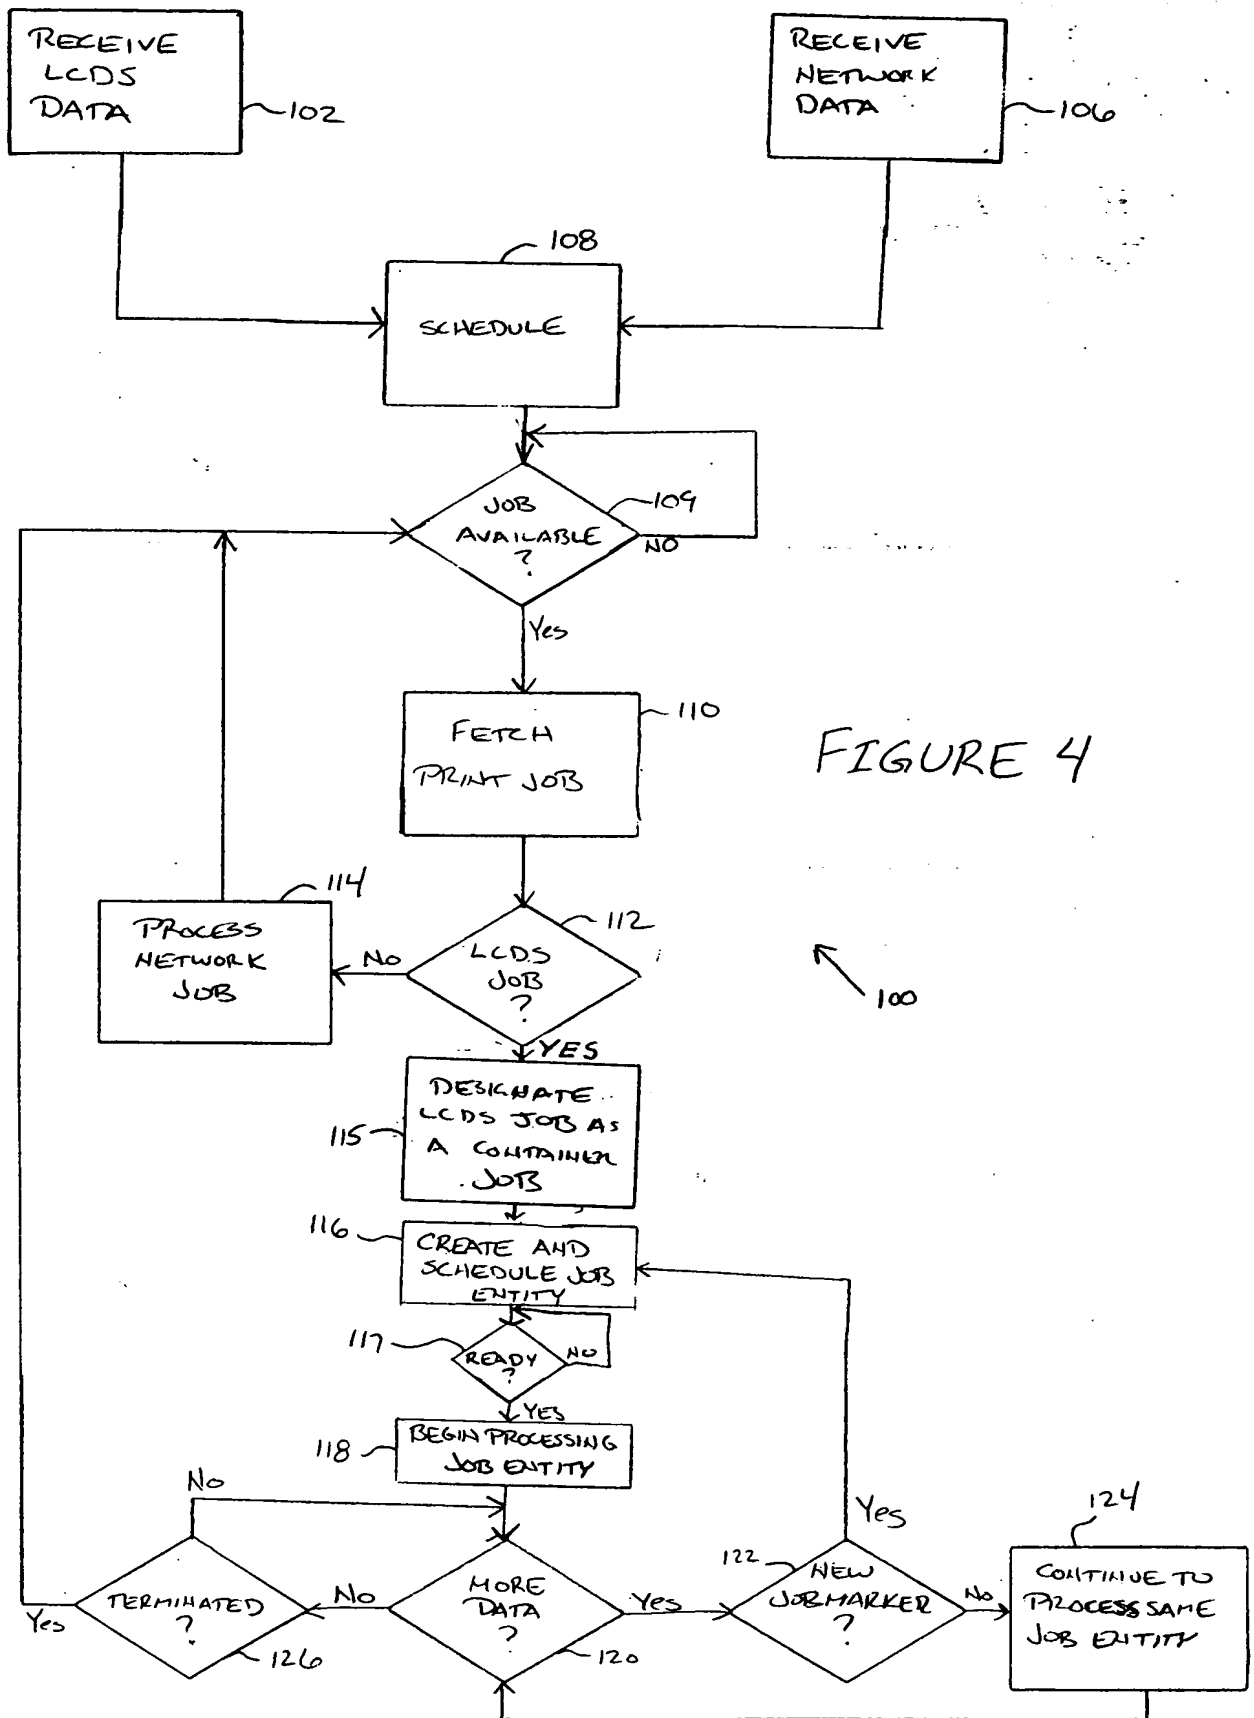 RECEIVE
LCDS
DATA
102
RECEIVE
NETWORK
DATA
106
108
SCHEDULE
JOB
AVAILABLE
?
109
NO
Yes
FETCH
PRINT JOB
110
FIGURE 4
114
PROCESS
NETWORK
JOB
No
LCDS
JOB
?
112
100
YES
DESIGNATE
LCDS JOB AS
A CONTAINER
JOB
115
116
CREATE AND
SCHEDULE JOB
ENTITY
117
READY
?
NO
YES
118
BEGIN PROCESSING
JOB ENTITY
No
TERMINATED
?
Yes
126
No
MORE
DATA
?
120
Yes
122
NEW
JOBMARKER
?
Yes
No
124
CONTINUE TO
PROCESS SAME
JOB ENTITY